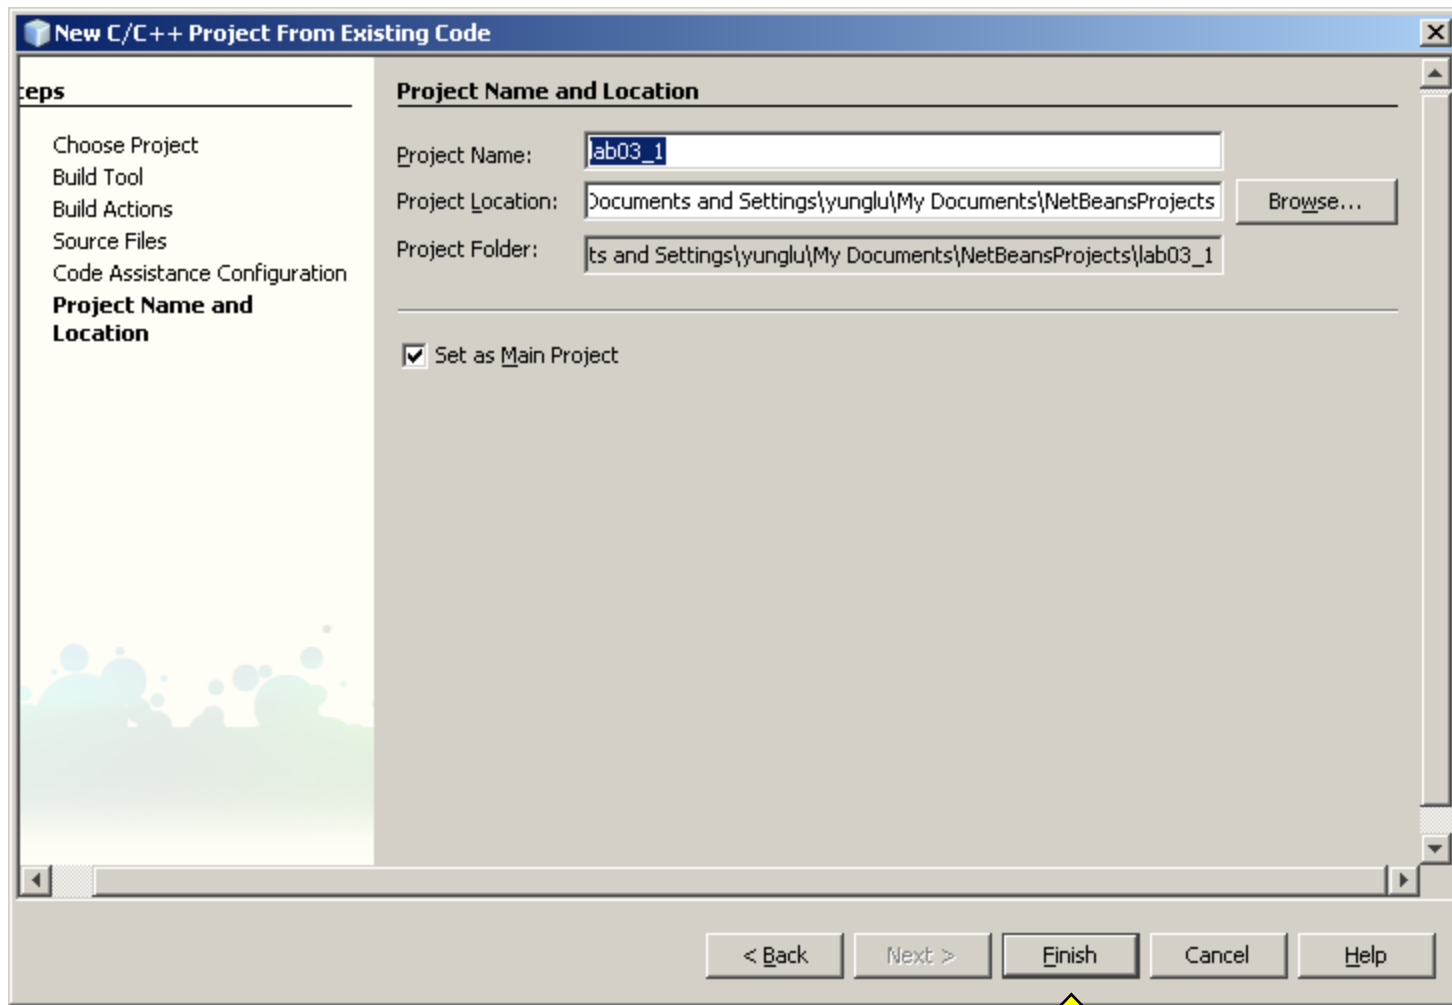 New C/C++ Project From Existing Code
teps
Choose Project
Build Tool
Build Actions
Source Files
Code Assistance Configuration
Project Name and
Location
Project Name and Location
Project Name:
lab03_1
Project Location:
Documents and Settings\yunglu\My Documents\NetBeansProjects
Browse...
Project Folder:
ts and Settings\yunglu\My Documents\NetBeansProjects\lab03_1
Set as Main Project
< Back
Next >
Finish
Cancel
Help